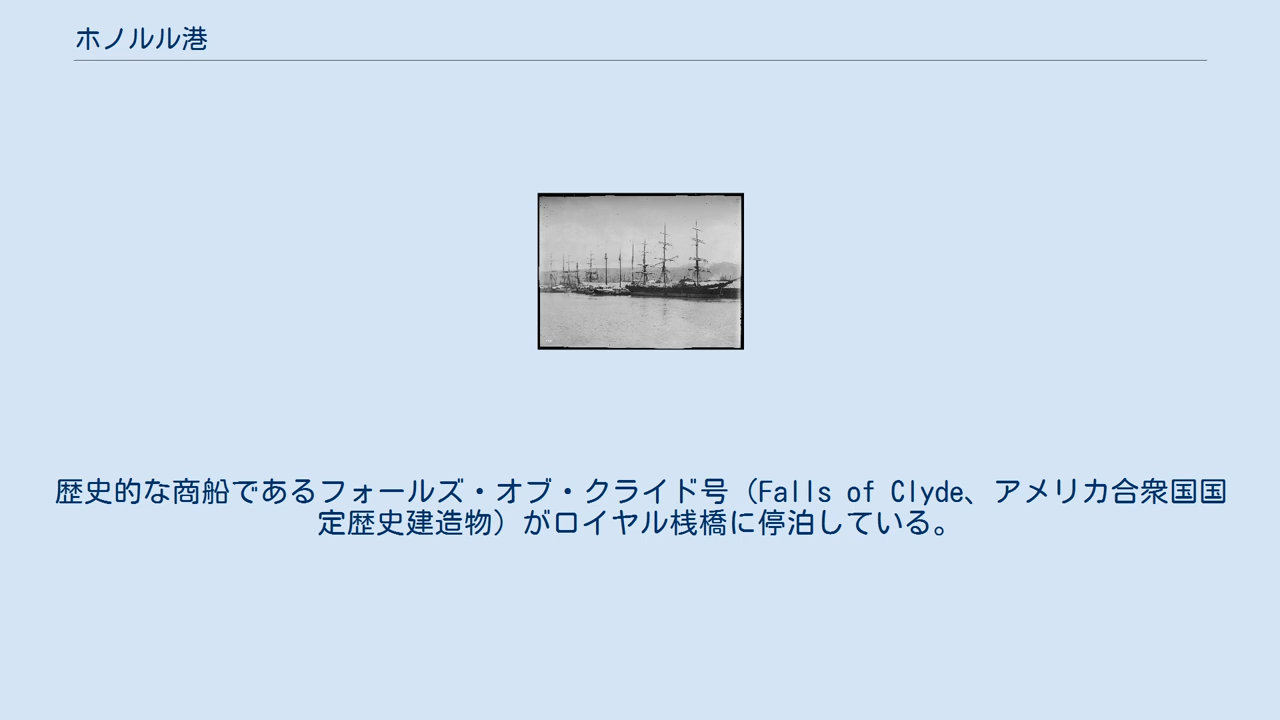 ホノルル港
歴史的な商船であるフォールズ・オブ・クライド号（Falls of Clyde、アメリカ合衆国国
定歴史建造物）がロイヤル桟橋に停泊している。